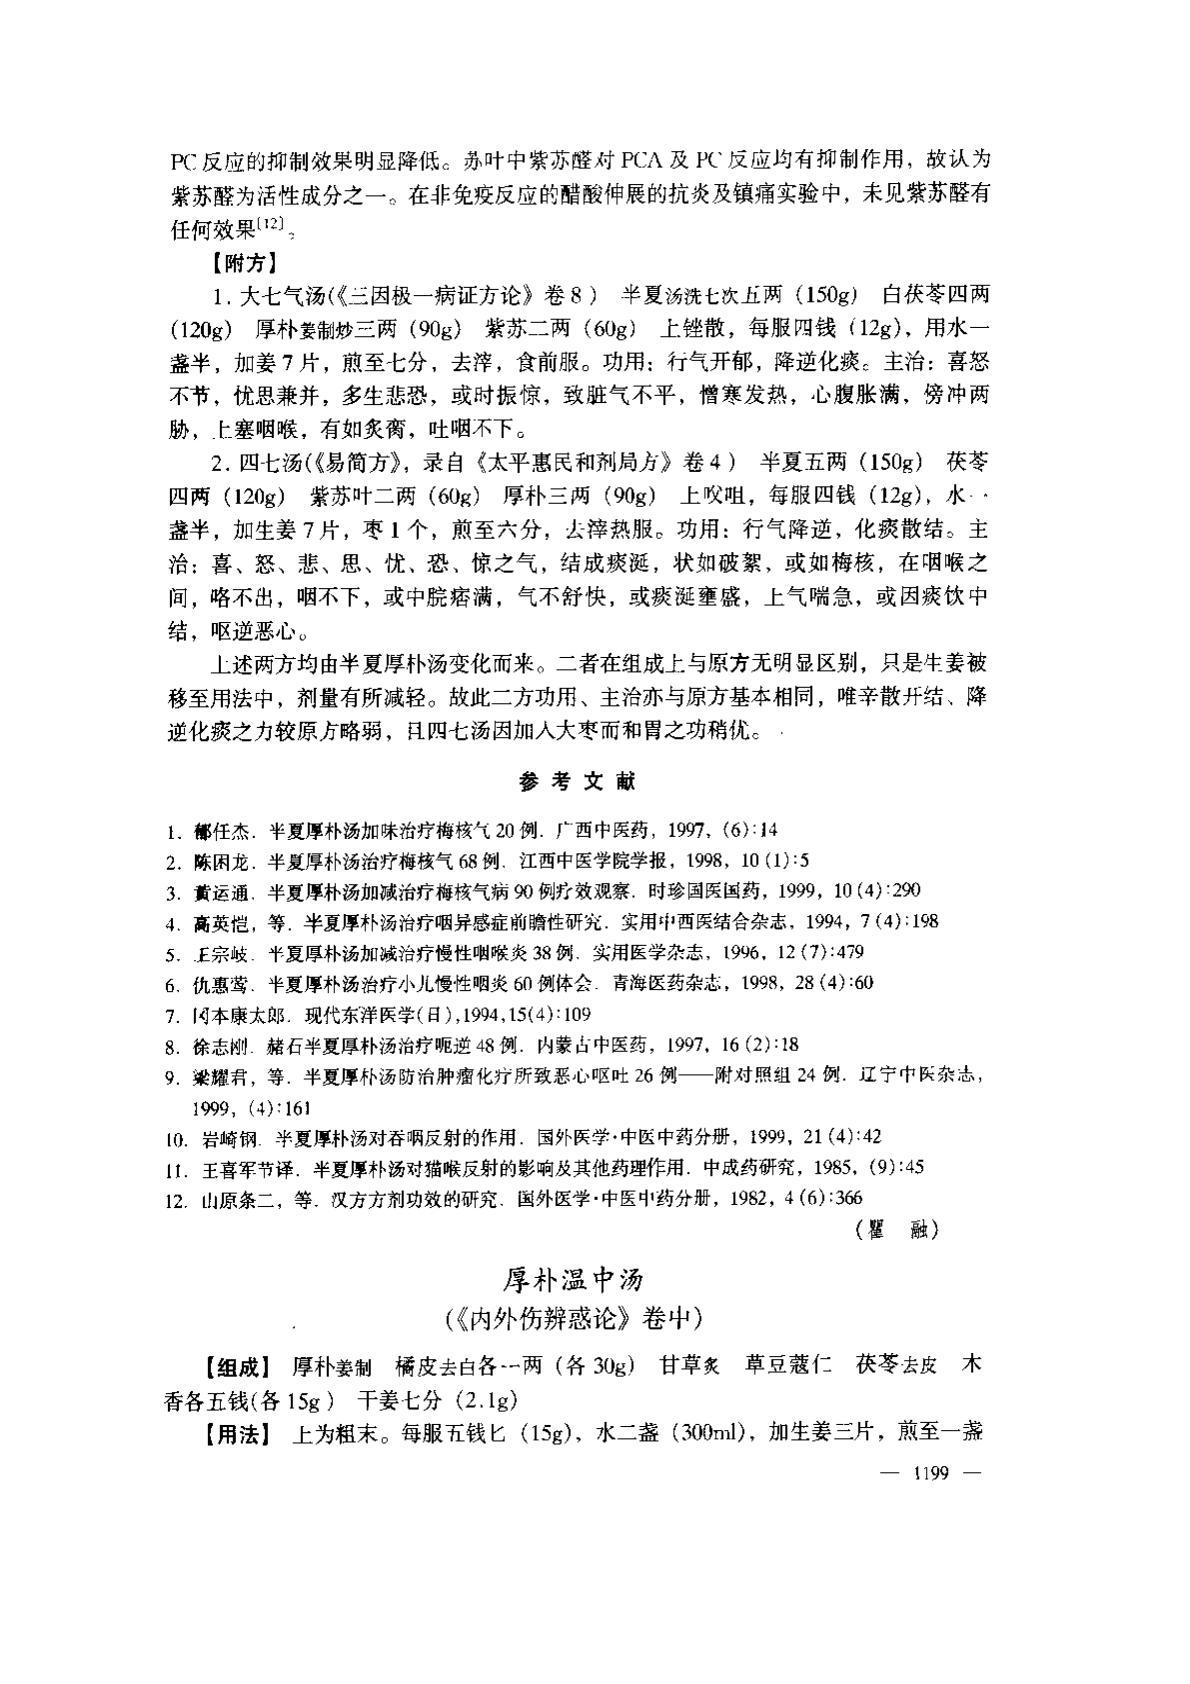 PC 反应的抑制效果明显降低。苏叶中紫苏醛对 PCA 及 PC 反应均有抑制作用，故认为
紫苏醛为活性成分之一。在非免疫反应的醋酸伸展的抗炎及镇痛实验中，未见紫苏醛有
任何效果〔12〕。
【附方】
1. 大七气汤(《三因极一病证方论》卷 8 ） 半夏汤洗七次五两（150g） 白茯苓四两
(120g） 厚朴姜制炒三两（90g） 紫苏二两（60g） 上锉散，每服四钱（12g），用水一
盏半，加姜 7 片，煎至七分，去滓，食前服。功用：行气开郁，降逆化痰。主治：喜怒
不节，忧思兼并，多生悲恐，或时振惊，致脏气不平，憎寒发热，心腹胀满，傍冲两
胁，上塞咽喉，有如炙脔，吐咽不下。
2. 四七汤(《易简方》，录自《太平惠民和剂局方》卷 4 ） 半夏五两（150g） 茯苓
四两（120g） 紫苏叶二两（60g） 厚朴三两（90g） 上㕮咀，每服四钱（12g），水一
盏半，加生姜 7 片，枣 1 个，煎至六分，去滓热服。功用：行气降逆，化痰散结。主
治：喜、怒、悲、思、忧、恐、惊之气，结成痰涎，状如破絮，或如梅核，在咽喉之
间，咯不出，咽不下，或中脘痞满，气不舒快，或痰涎壅盛，上气喘急，或因痰饮中
结，呕逆恶心。
上述两方均由半夏厚朴汤变化而来。二者在组成上与原方无明显区别，只是生姜被
移至用法中，剂量有所减轻。故此二方功用、主治亦与原方基本相同，唯辛散开结、降
逆化痰之力较原方略弱，且四七汤因加入大枣而和胃之功稍优。
参 考 文 献
1. 郁任杰. 半夏厚朴汤加味治疗梅核气 20 例. 广西中医药，1997，(6):14
2. 陈困龙. 半夏厚朴汤治疗梅核气 68 例. 江西中医学院学报，1998，10 (1):5
3. 黄运通. 半夏厚朴汤加减治疗梅核气病 90 例疗效观察. 时珍国医国药，1999，10 (4):290
4. 高英恺，等. 半夏厚朴汤治疗咽异感症前瞻性研究. 实用中西医结合杂志，1994，7 (4):198
5. 王宗岐. 半夏厚朴汤加减治疗慢性咽喉炎 38 例. 实用医学杂志，1996，12 (7):479
6. 仇惠莺. 半夏厚朴汤治疗小儿慢性咽炎 60 例体会. 青海医药杂志，1998，28 (4):60
7. 冈本康太郎. 现代东洋医学(日),1994,15(4):109
8. 徐志刚. 赭石半夏厚朴汤治疗呃逆 48 例. 内蒙古中医药，1997，16 (2):18
9. 梁耀君，等. 半夏厚朴汤防治肿瘤化疗所致恶心呕吐 26 例——附对照组 24 例. 辽宁中医杂志，
1999，(4):161
10. 岩崎钢. 半夏厚朴汤对吞咽反射的作用. 国外医学·中医中药分册，1999，21 (4):42
11. 王喜军节译. 半夏厚朴汤对猫喉反射的影响及其他药理作用. 中成药研究，1985，(9):45
12. 山原条二，等. 汉方方剂功效的研究. 国外医学·中医中药分册，1982，4 (6):366
（瞿 融）
厚朴温中汤
(《内外伤辨惑论》卷中)
【组成】 厚朴姜制 橘皮去白各一两（各 30g） 甘草炙 草豆蔻仁 茯苓去皮 木
香各五钱(各 15g ） 干姜七分（2.1g）
【用法】 上为粗末。每服五钱匕（15g），水二盏（300ml），加生姜三片，煎至一盏
— 1199 —